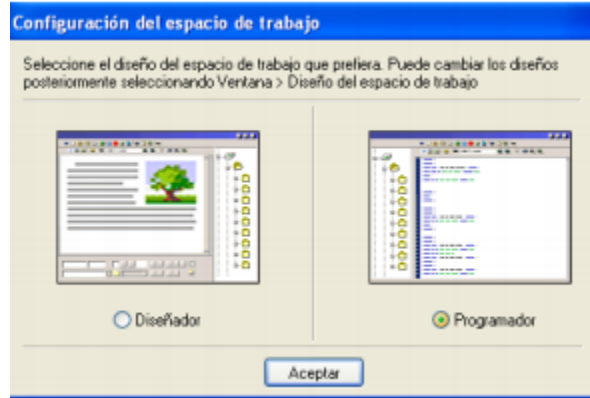 Configuración del espacio de trabajo
Seleccione el diseño del espacio de trabajo que prefiera. Puede cambiar los diseños
posteriormente seleccionando Ventana > Diseño del espacio de trabajo
Diseñador
Programador
Aceptar